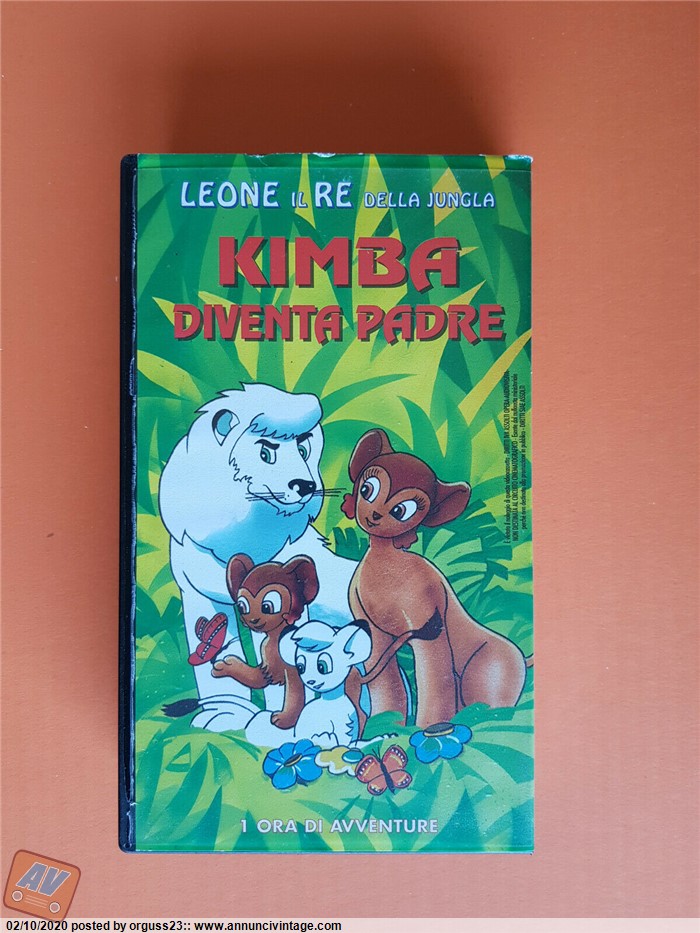 LEONE IL RE DELLA JUNGLA
KIMBA
DIVENTA PADRE
1 ORA DI AVVENTURE
AV
02/10/2020 posted by orguss23:: www.annuncivintage.com